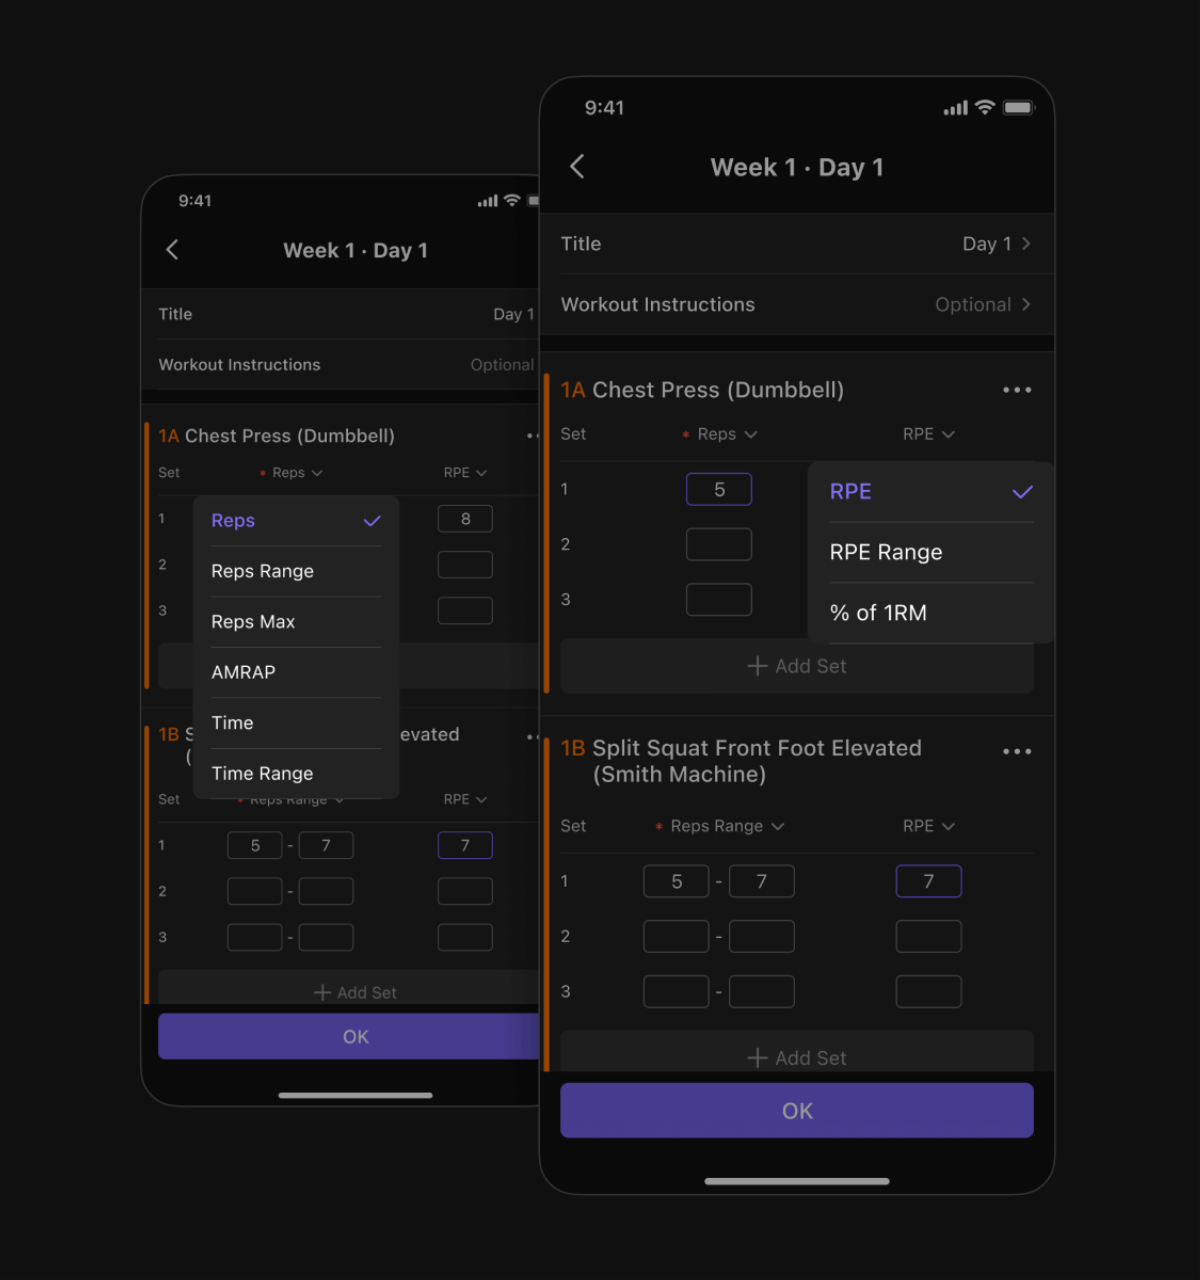 9:41
Week 1 · Day 1
Title Day 1
Workout Instructions Optional
1A Chest Press (Dumbbell)
Set * Reps RPE
1 8
2
3
Reps
Reps Range
Reps Max
AMRAP
Time
Time Range
1B S evated
(
Set * Reps Range RPE
1 5 - 7 7
2 -
3 -
+ Add Set
OK
9:41
Week 1 · Day 1
Title Day 1
Workout Instructions Optional
1A Chest Press (Dumbbell)
Set * Reps RPE
1 5
2
3
RPE
RPE Range
% of 1RM
+ Add Set
1B Split Squat Front Foot Elevated
(Smith Machine)
Set * Reps Range RPE
1 5 - 7 7
2 -
3 -
+ Add Set
OK